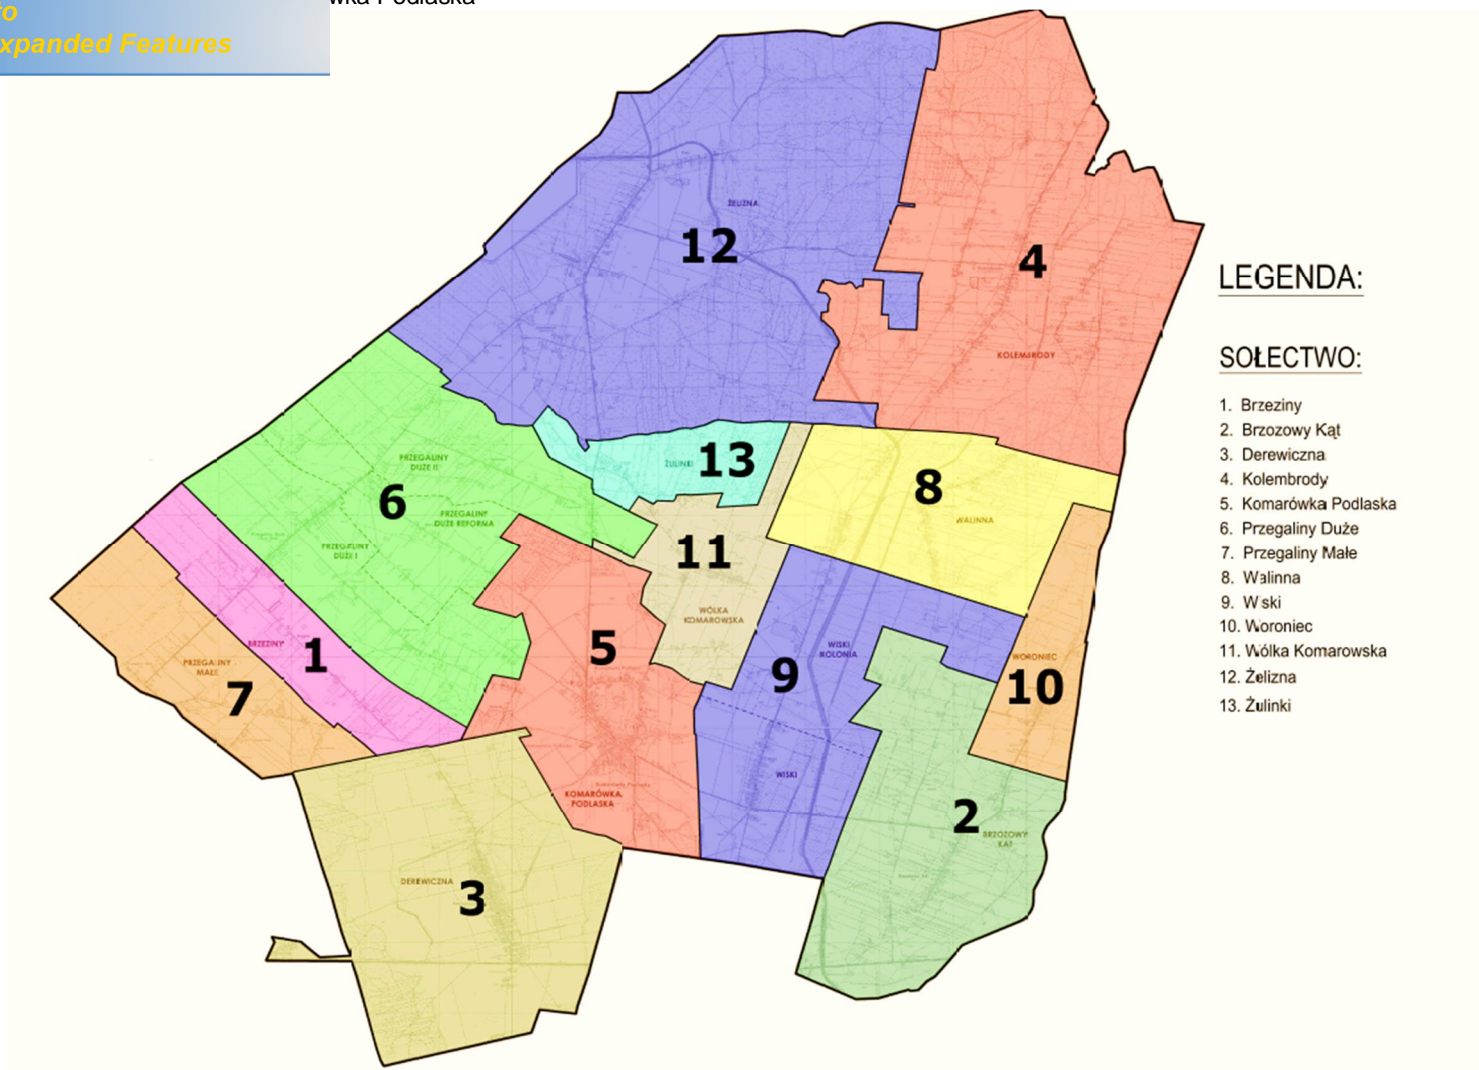 to
xpanded Features
wka Podlaska
12
ŻELIZNA
4
KOLEMBRODY
13
ŻULINKI
6
PRZEGALINY
DUŻE II
PRZEGALINY
DUŻE REFORMA
PRZEGALINY
DUŻE I
8
WALINNA
11
WÓLKA
KOMAROWSKA
5
KOMARÓWKA
PODLASKA
1
BRZEZINY
7
PRZEGALINY
MAŁE
9
WISKI
KOLONIA
WISKI
10
WORONIEC
2
BRZOZOWY
KĄT
3
DEREWICZNA
LEGENDA:
SOŁECTWO:
1. Brzeziny
2. Brzozowy Kąt
3. Derewiczna
4. Kolembrody
5. Komarówka Podlaska
6. Przegaliny Duże
7. Przegaliny Małe
8. Walinna
9. Wiski
10. Woroniec
11. Wólka Komarowska
12. Żelizna
13. Żulinki